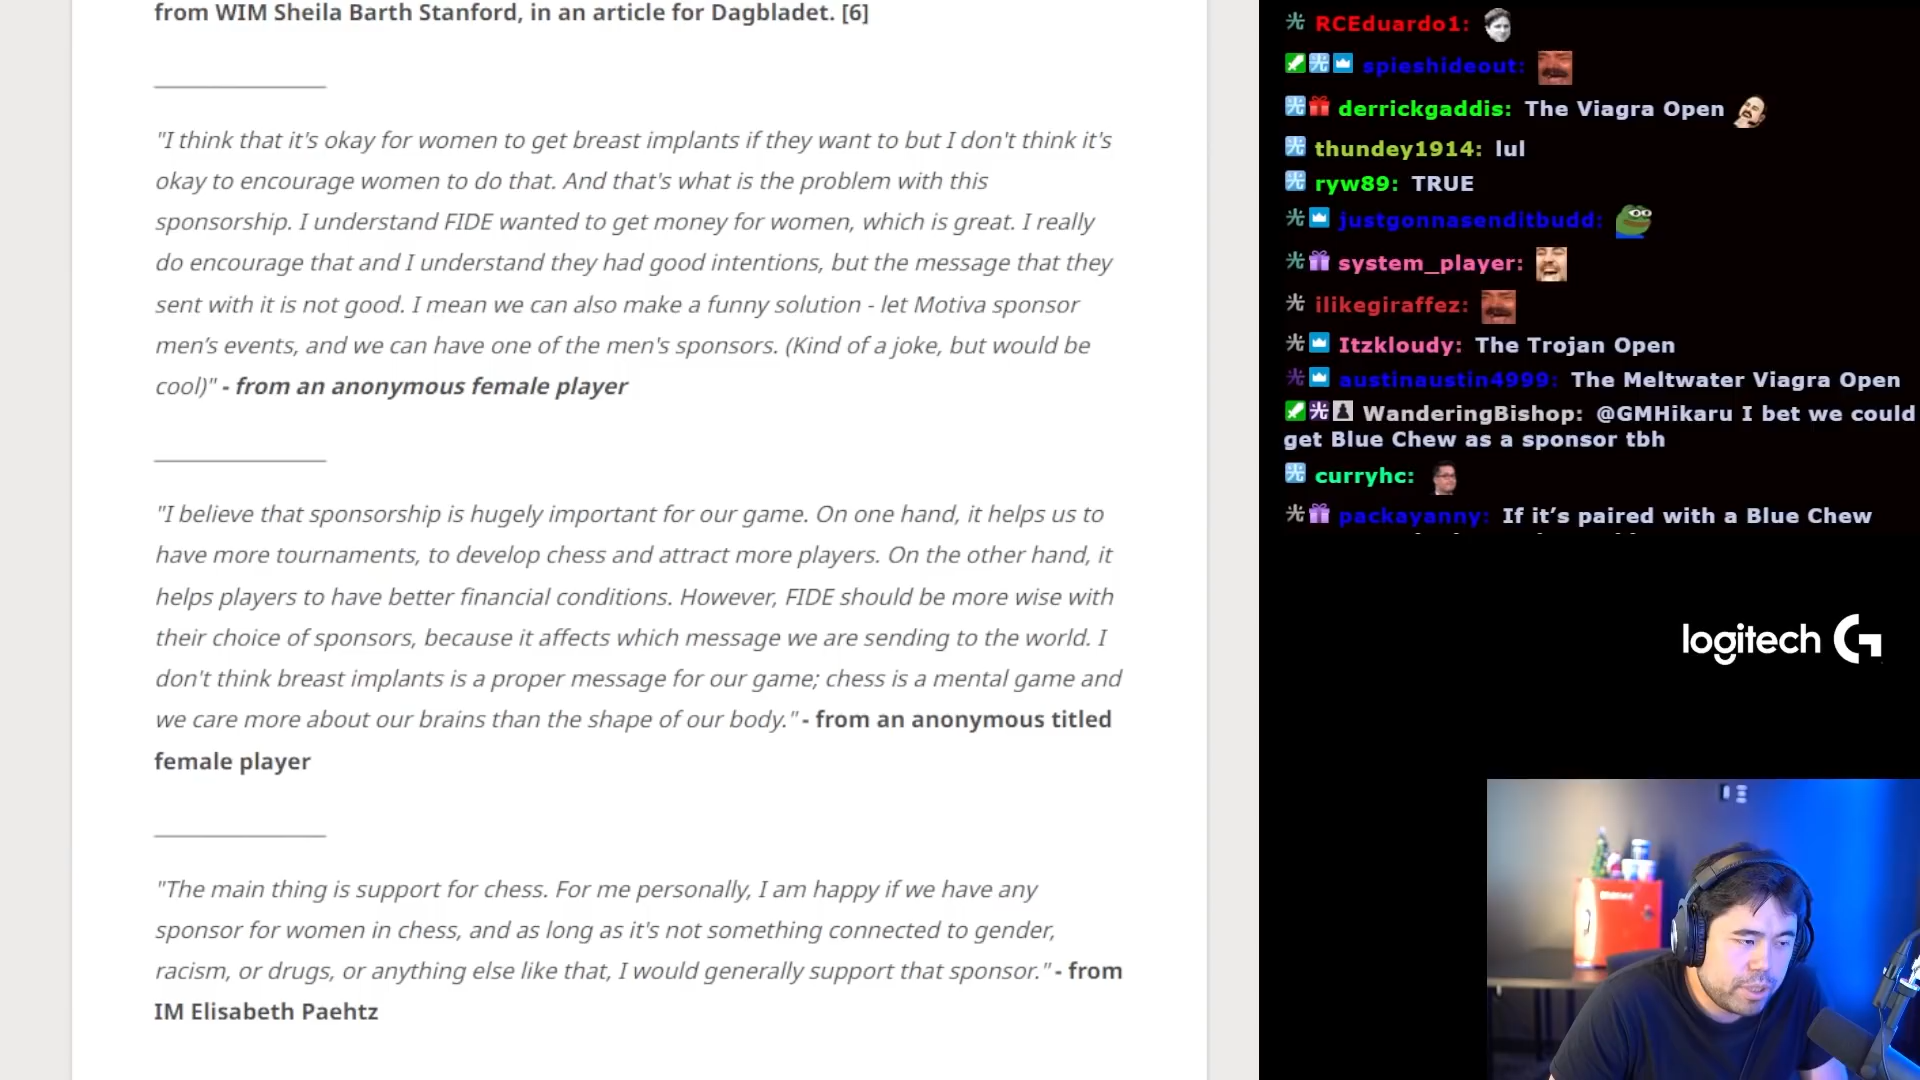 from WIM Sheila Barth Stanford, in an article for Dagbladet. [6]
"I think that it's okay for women to get breast implants if they want to but I don't think it's
okay to encourage women to do that. And that's what is the problem with this
sponsorship. I understand FIDE wanted to get money for women, which is great. I really
do encourage that and I understand they had good intentions, but the message that they
sent with it is not good. I mean we can also make a funny solution - let Motiva sponsor
men’s events, and we can have one of the men's sponsors. (Kind of a joke, but would be
cool)" - from an anonymous female player
"I believe that sponsorship is hugely important for our game. On one hand, it helps us to
have more tournaments, to develop chess and attract more players. On the other hand, it
helps players to have better financial conditions. However, FIDE should be more wise with
their choice of sponsors, because it affects which message we are sending to the world. I
don't think breast implants is a proper message for our game; chess is a mental game and
we care more about our brains than the shape of our body." - from an anonymous titled
female player
"The main thing is support for chess. For me personally, I am happy if we have any
sponsor for women in chess, and as long as it's not something connected to gender,
racism, or drugs, or anything else like that, I would generally support that sponsor." - from
IM Elisabeth Paehtz
光 RCEduardo1:
光 spieshideout:
光 derrickgaddis: The Viagra Open
光 thundey1914: lul
光 ryw89: TRUE
光 justgonnasenditbudd:
光 system_player:
光 ilikegiraffez:
光 Itzkloudy: The Trojan Open
光 austinaustin4999: The Meltwater Viagra Open
光 WanderingBishop: @GMHikaru I bet we could
get Blue Chew as a sponsor tbh
光 curryhc:
光 packayanny: If it’s paired with a Blue Chew
logitech G